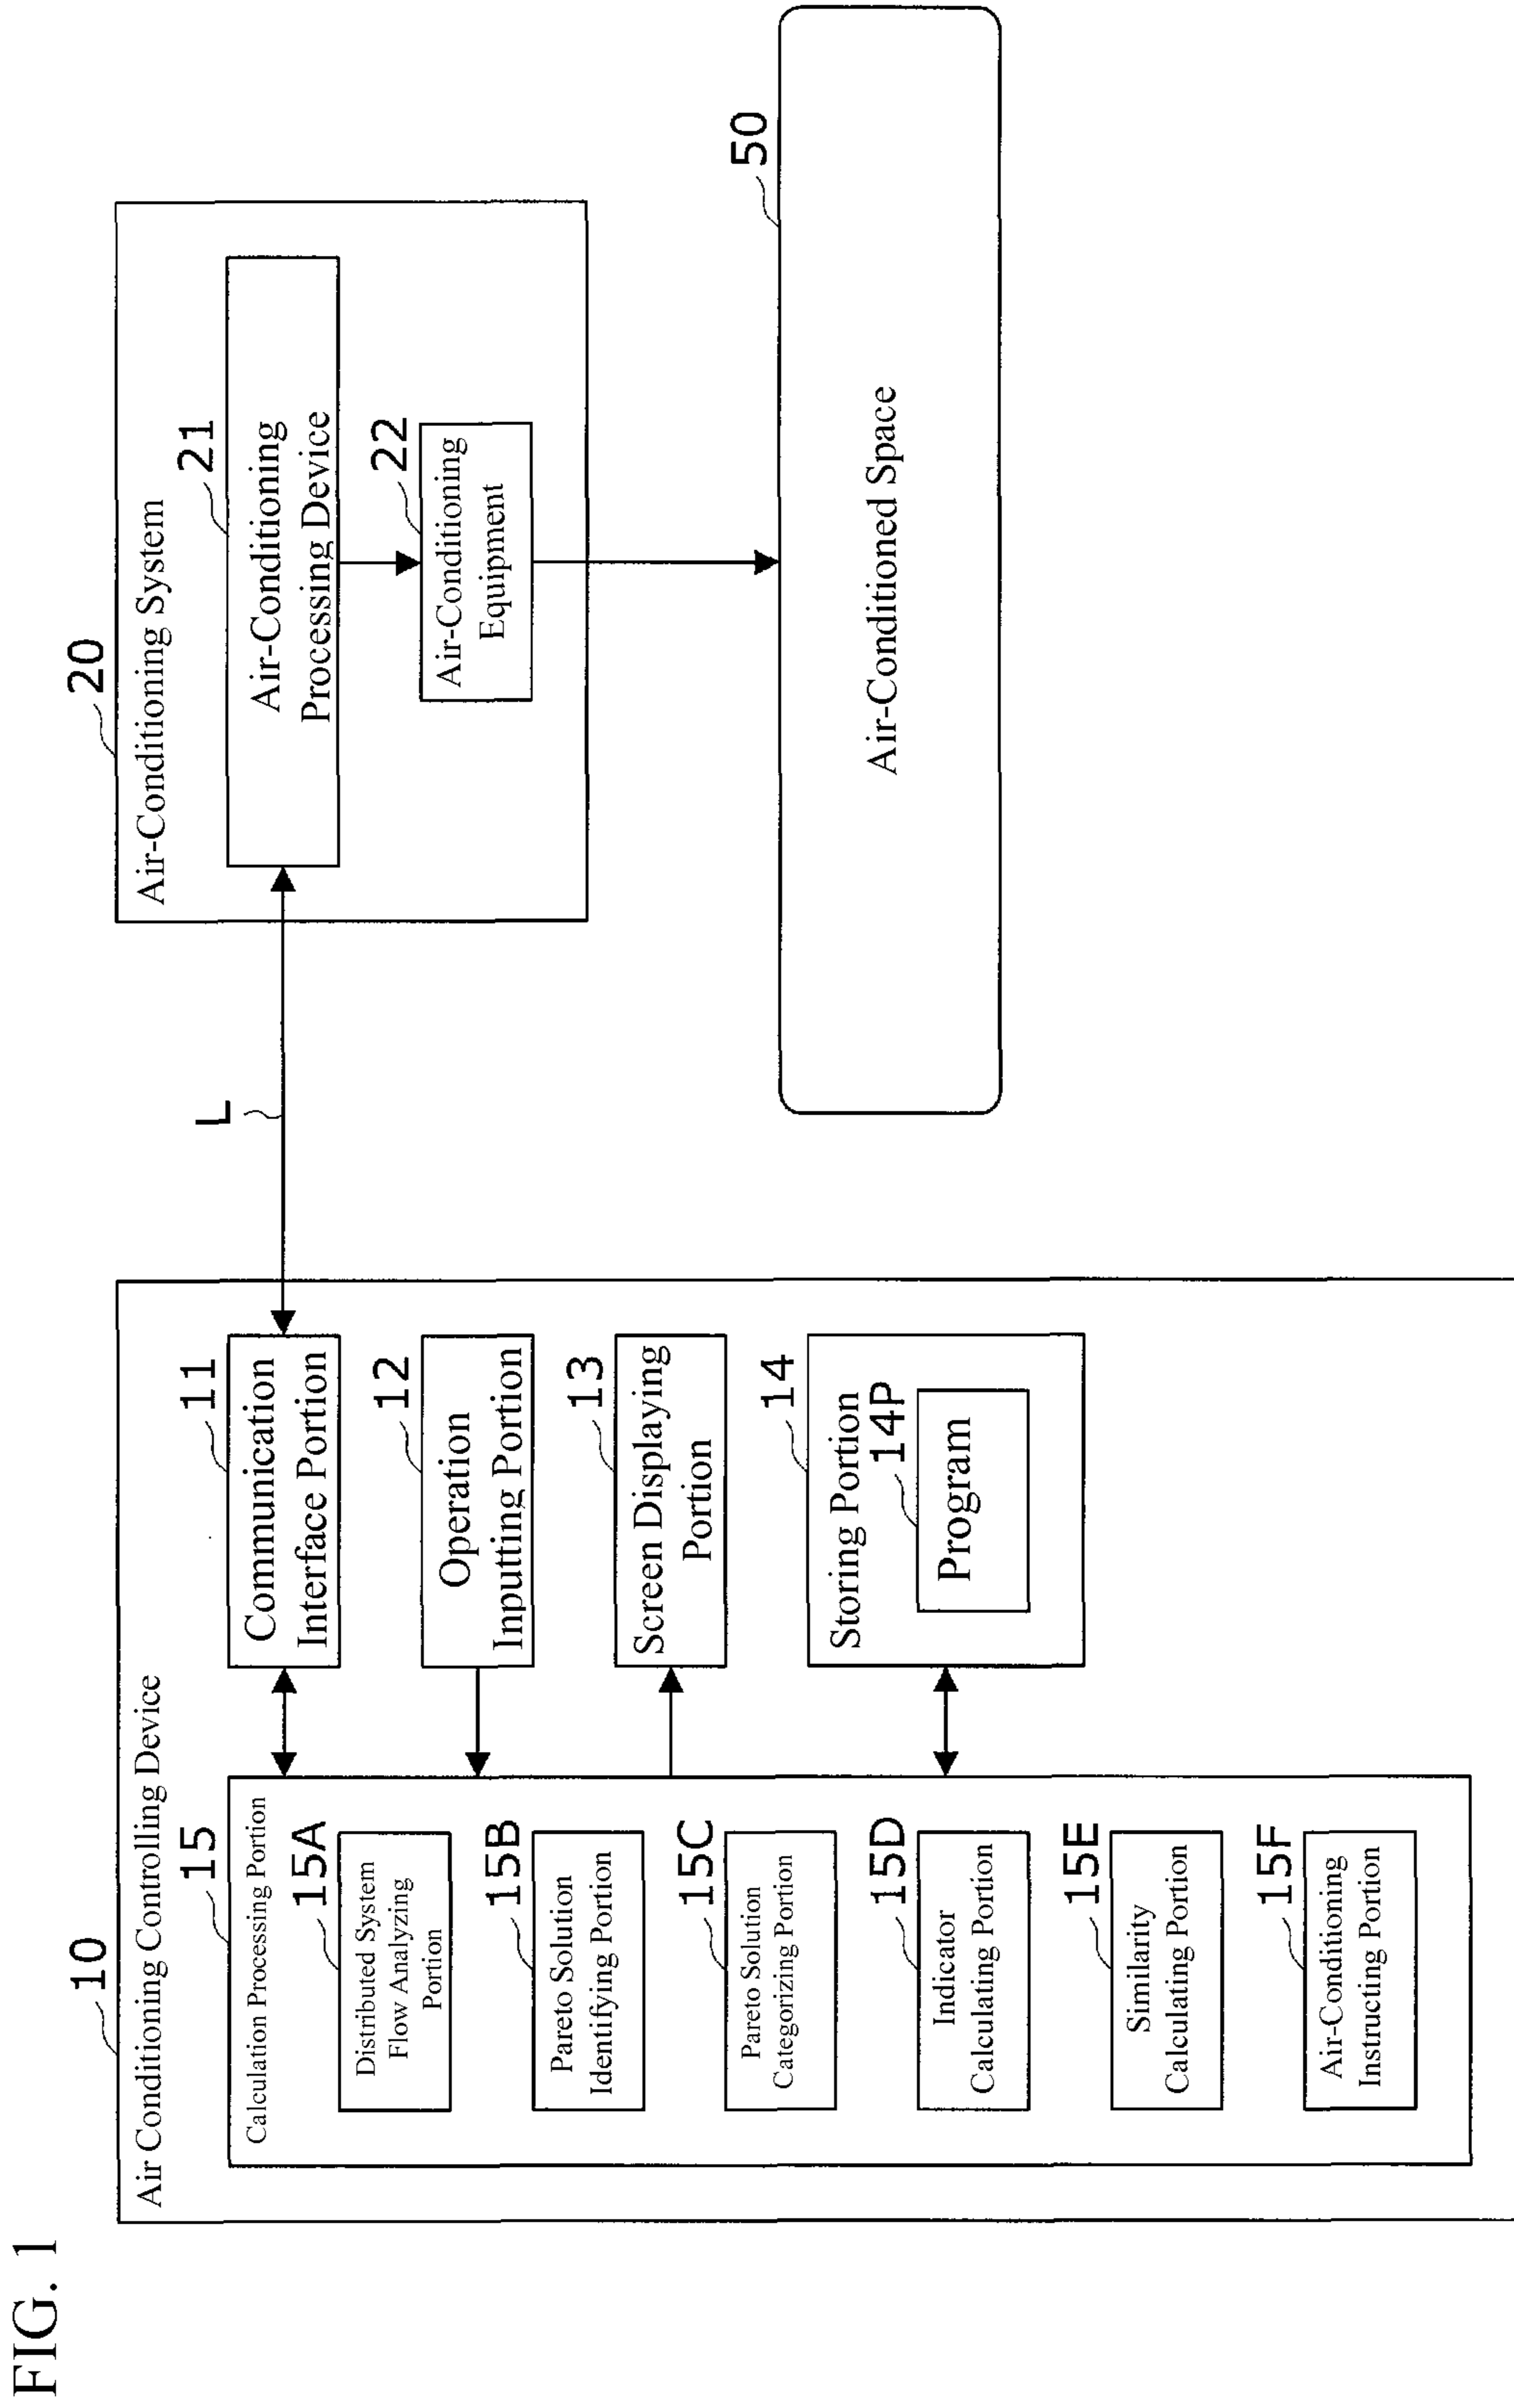 FIG. 1
10
Air Conditioning Controlling Device
15
Calculation Processing Portion
15A
Distributed System
Flow Analyzing
Portion
15B
Pareto Solution
Identifying Portion
15C
Pareto Solution
Categorizing Portion
15D
Indicator
Calculating Portion
15E
Similarity
Calculating Portion
15F
Air-Conditioning
Instructing Portion
11
Communication
Interface Portion
12
Operation
Inputting Portion
13
Screen Displaying
Portion
14
Storing Portion
14P
Program
L
20
Air-Conditioning System
21
Air-Conditioning
Processing Device
22
Air-Conditioning
Equipment
50
Air-Conditioned Space